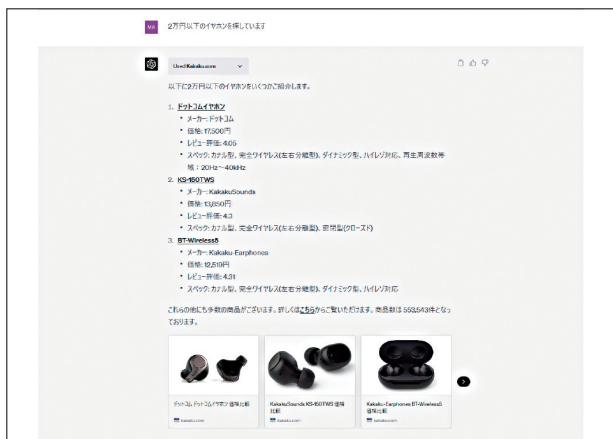 MA
2万円以下のイヤホンを探しています
Used Kakaku.com
以下に2万円以下のイヤホンをいくつかご紹介します。
1. ドットコムイヤホン
• メーカー: ドットコム
• 価格: 17,500円
• レビュー評価: 4.05
• スペック: カナル型、完全ワイヤレス(左右分離型)、ダイナミック型、ハイレゾ対応、再生周波数帯
域：20Hz～40kHz
2. KS-150TWS
• メーカー: KakakuSounds
• 価格: 13,850円
• レビュー評価: 4.3
• スペック: カナル型、完全ワイヤレス(左右分離型)、密閉型(クローズド)
3. BT-Wireless5
• メーカー: Kakaku-Earphones
• 価格: 12,519円
• レビュー評価: 4.31
• スペック: カナル型、完全ワイヤレス(左右分離型)、ダイナミック型、ハイレゾ対応
これらの他にも多数の商品がございます。詳しくはこちらからご覧いただけます。商品数は 553,543件となっ
ております。
ドットコム ドットコムイヤホン 価格比較
kakaku.com
KakakuSounds KS-150TWS 価格
比較
kakaku.com
Kakaku-Earphones BT-Wireless5
価格比較
kakaku.com